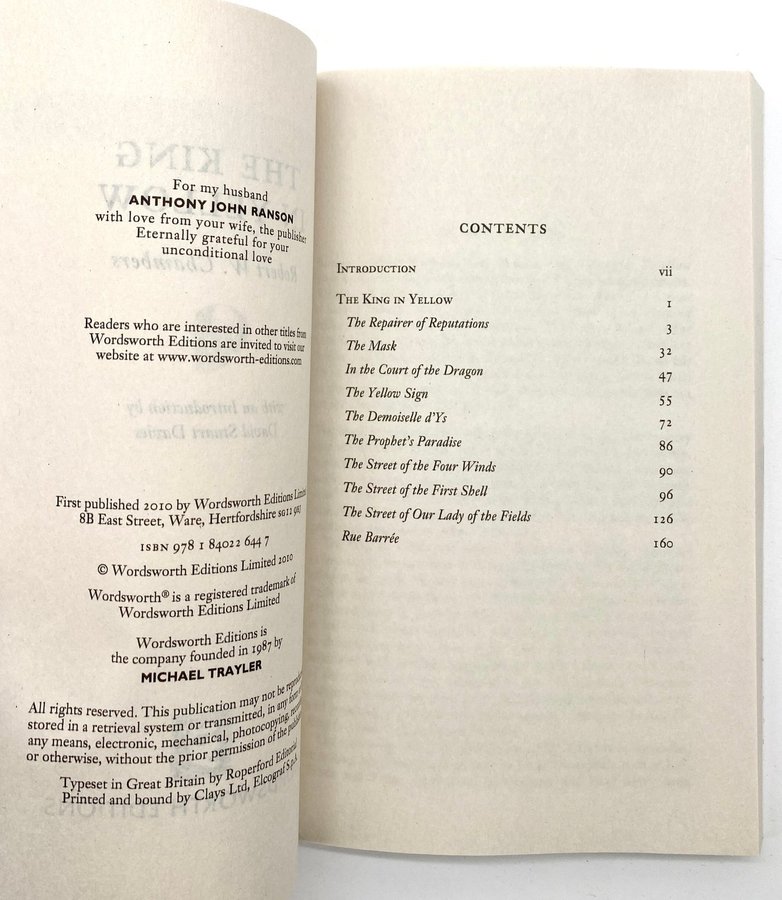 For my husband
ANTHONY JOHN RANSON
with love from your wife, the publisher
Eternally grateful for your
unconditional love
Readers who are interested in other titles from
Wordsworth Editions are invited to visit our
website at www.wordsworth-editions.com
First published 2010 by Wordsworth Editions
8B East Street, Ware, Hertfordshire SG12 9HJ
ISBN 978 1 84022 644 7
© Wordsworth Editions Limited 2010
Wordsworth® is a registered trademark of
Wordsworth Editions Limited
Wordsworth Editions is
the company founded in 1987 by
MICHAEL TRAYLER
All rights reserved. This publication may not be
stored in a retrieval system or transmitted, in any form
any means, electronic, mechanical, photocopying,
or otherwise, without the prior permission of the
Typeset in Great Britain by Roperford Editorial
Printed and bound by Clays Ltd, Elcograf S.p.A.
CONTENTS
INTRODUCTION vii
THE KING IN YELLOW 1
The Repairer of Reputations 3
The Mask 32
In the Court of the Dragon 47
The Yellow Sign 55
The Demoiselle d'Ys 72
The Prophet's Paradise 86
The Street of the Four Winds 90
The Street of the First Shell 96
The Street of Our Lady of the Fields 126
Rue Barrée 160